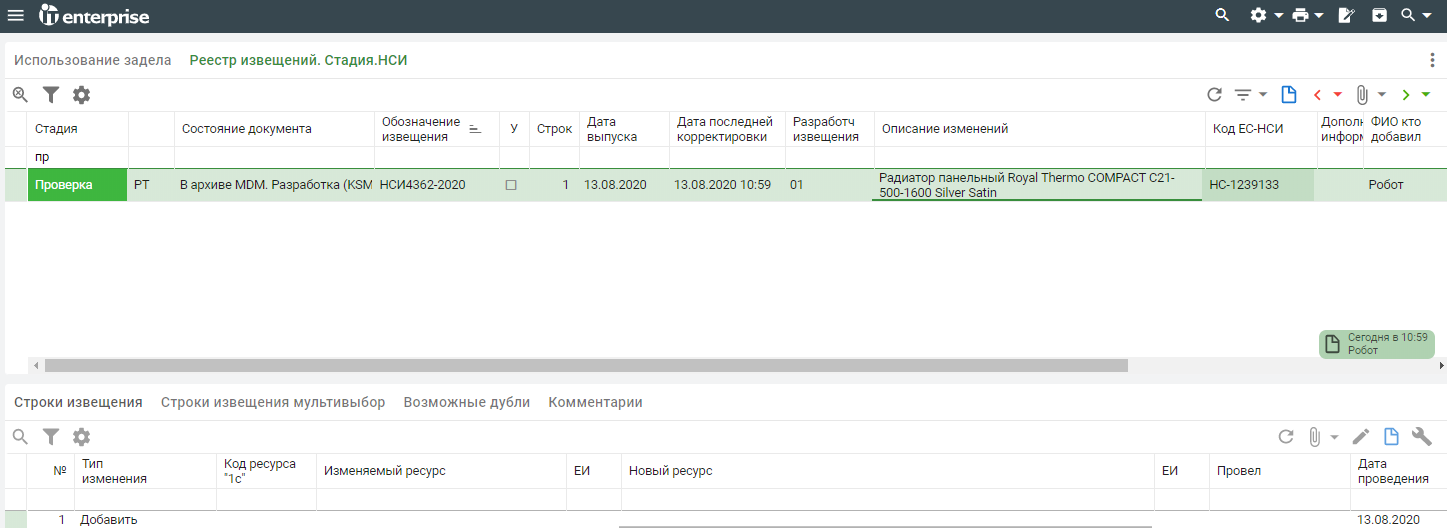 enterprise
Использование задела Реестр извещений. Стадия.НСИ
Стадия Состояние документа Обозначение извещения У Строк Дата выпуска Дата последней корректировки Разработч извещения Описание изменений Код ЕС-НСИ Дополн информ ФИО кто добавил
пр
Проверка РТ В архиве MDM. Разработка (KSM НСИ4362-2020 1 13.08.2020 13.08.2020 10:59 01 Радиатор панельный Royal Thermo COMPACT C21-500-1600 Silver Satin НС-1239133 Робот
Сегодня в 10:59
Робот
Строки извещения Строки извещения мультивыбор Возможные дубли Комментарии
№ Тип изменения Код ресурса "1с" Изменяемый ресурс ЕИ Новый ресурс ЕИ Провел Дата проведения
1 Добавить 13.08.2020